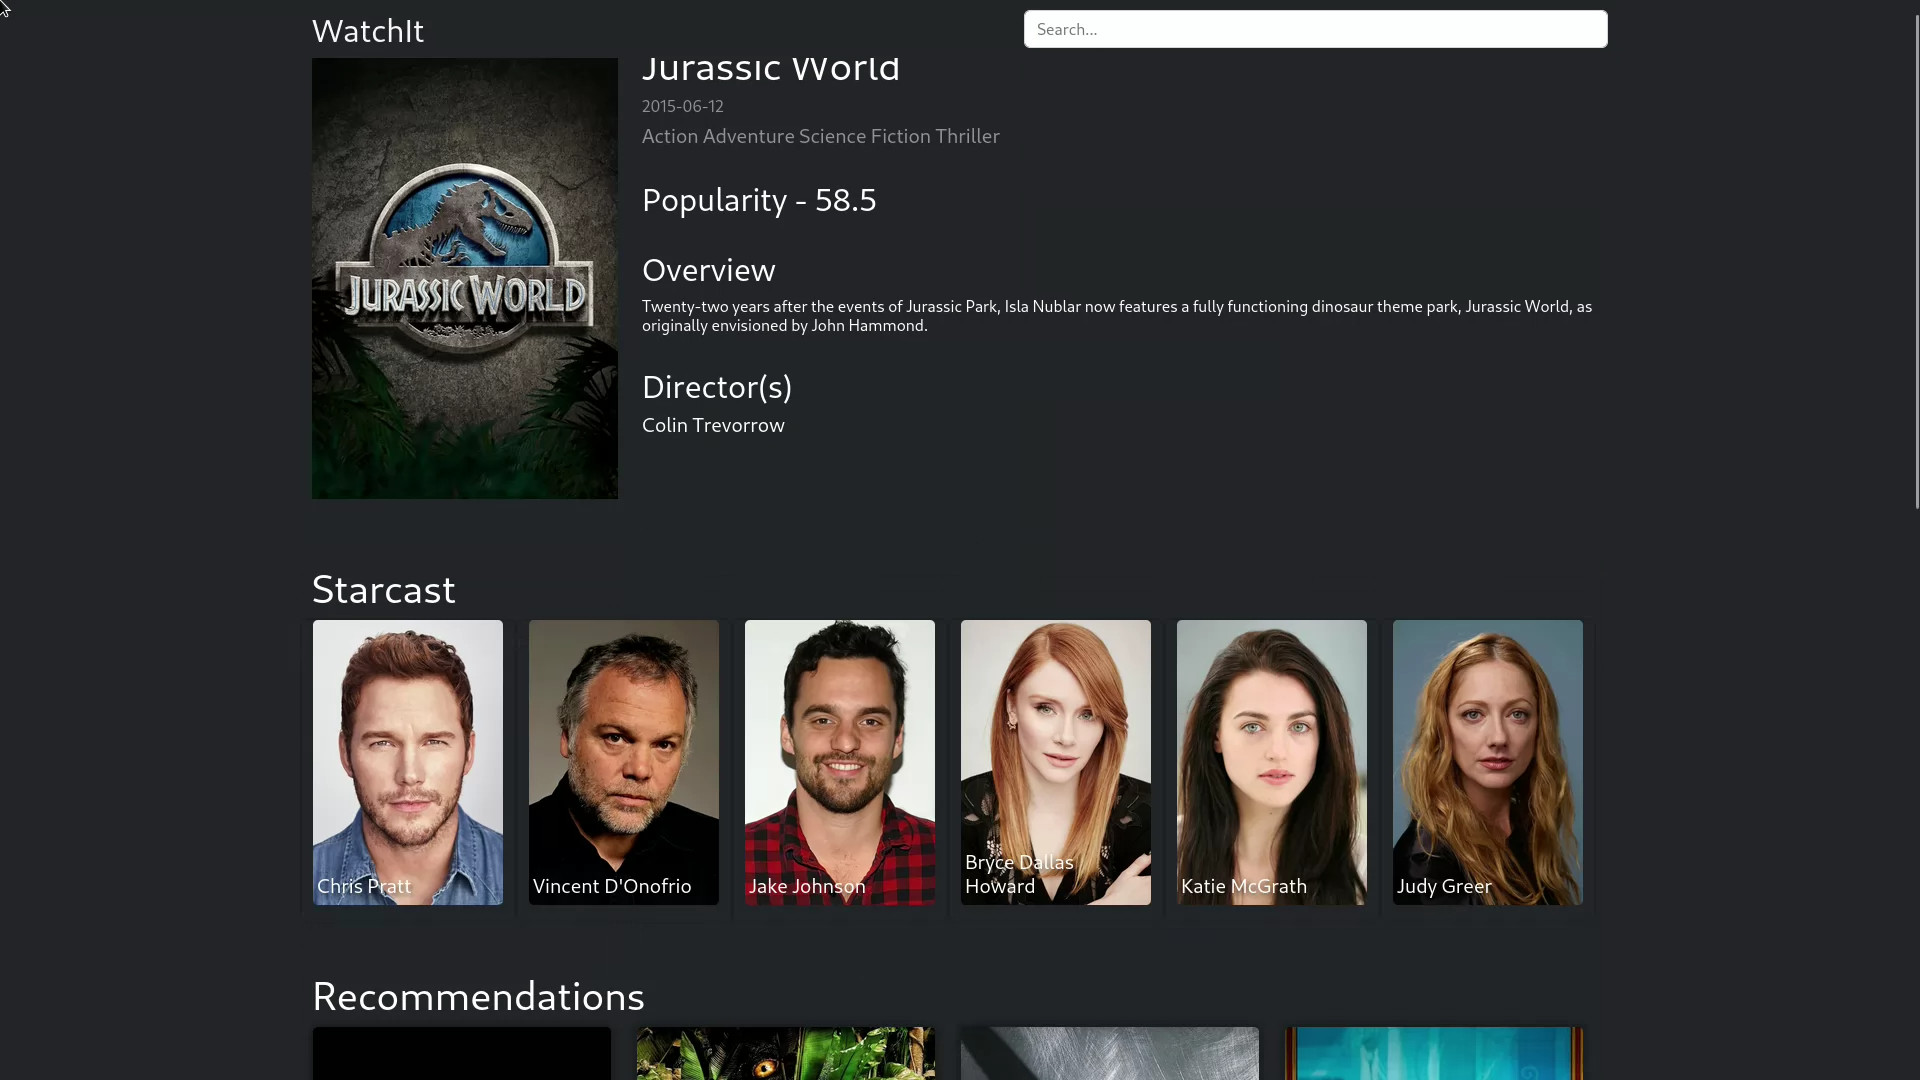 WatchIt
Search...
Jurassic World
2015-06-12
Action Adventure Science Fiction Thriller
Popularity - 58.5
Overview
Twenty-two years after the events of Jurassic Park, Isla Nublar now features a fully functioning dinosaur theme park, Jurassic World, as
originally envisioned by John Hammond.
Director(s)
Colin Trevorrow
JURASSIC WORLD
Starcast
Chris Pratt
Vincent D'Onofrio
Jake Johnson
Bryce Dallas
Howard
Katie McGrath
Judy Greer
Recommendations